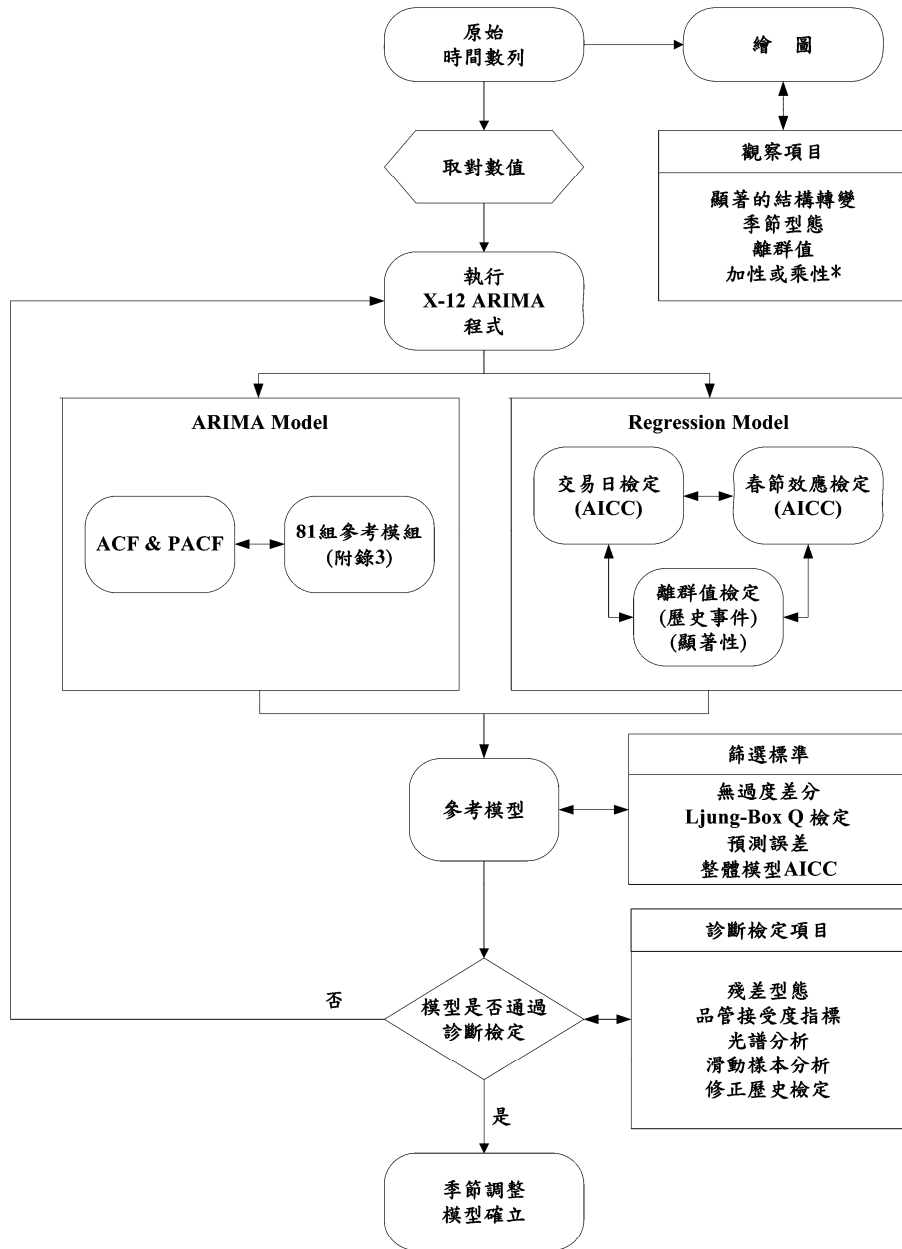 原始
時間數列
繪 圖
觀察項目
顯著的結構轉變
季節型態
離群值
加性或乘性*
取對數值
執行
X-12 ARIMA
程式
ARIMA Model
ACF & PACF
81組參考模組
(附錄3)
Regression Model
交易日檢定
(AICC)
春節效應檢定
(AICC)
離群值檢定
(歷史事件)
(顯著性)
參考模型
篩選標準
無過度差分
Ljung-Box Q 檢定
預測誤差
整體模型AICC
模型是否通過
診斷檢定
否
診斷檢定項目
殘差型態
品管接受度指標
光譜分析
滑動樣本分析
修正歷史檢定
是
季節調整
模型確立